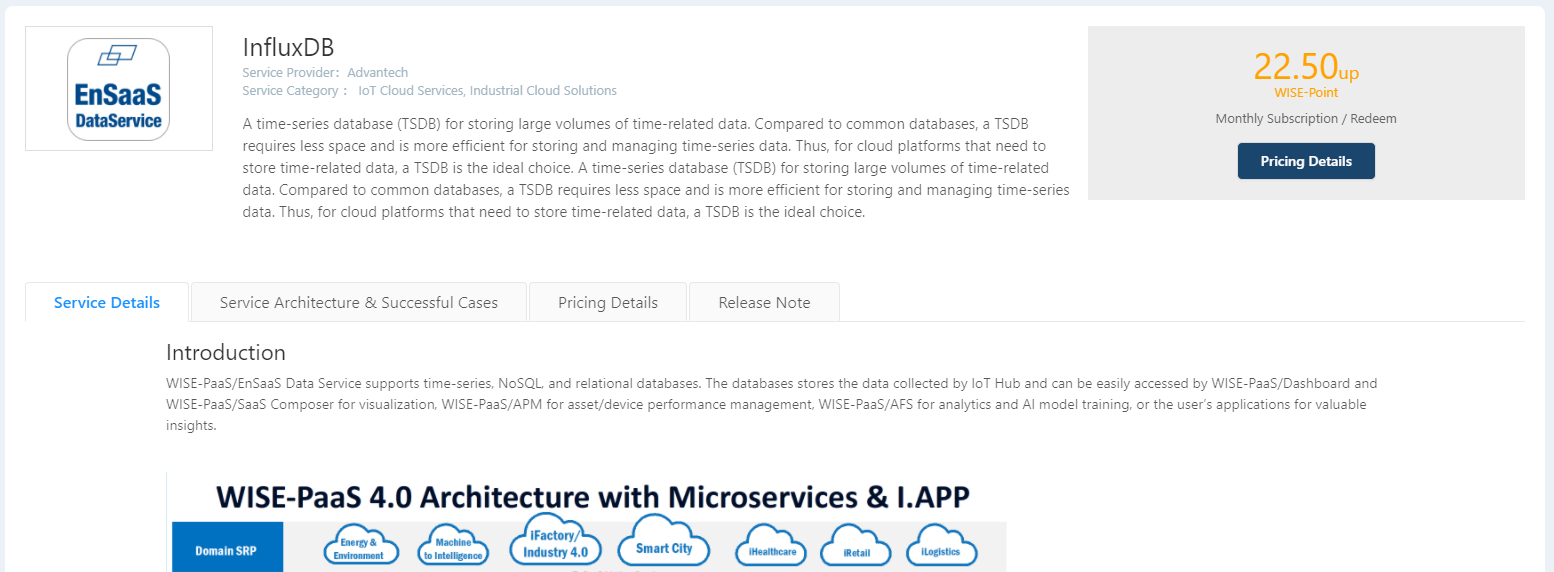 EnSaaS
DataService
InfluxDB
Service Provider: Advantech
Service Category : IoT Cloud Services, Industrial Cloud Solutions
A time-series database (TSDB) for storing large volumes of time-related data. Compared to common databases, a TSDB
requires less space and is more efficient for storing and managing time-series data. Thus, for cloud platforms that need to
store time-related data, a TSDB is the ideal choice. A time-series database (TSDB) for storing large volumes of time-related
data. Compared to common databases, a TSDB requires less space and is more efficient for storing and managing time-series
data. Thus, for cloud platforms that need to store time-related data, a TSDB is the ideal choice.
22.50up
WISE-Point
Monthly Subscription / Redeem
Pricing Details
Service Details
Service Architecture & Successful Cases
Pricing Details
Release Note
Introduction
WISE-PaaS/EnSaaS Data Service supports time-series, NoSQL, and relational databases. The databases stores the data collected by IoT Hub and can be easily accessed by WISE-PaaS/Dashboard and
WISE-PaaS/SaaS Composer for visualization, WISE-PaaS/APM for asset/device performance management, WISE-PaaS/AFS for analytics and AI model training, or the user's applications for valuable
insights.
WISE-PaaS 4.0 Architecture with Microservices & I.APP
Domain SRP
Energy &
Environment
Machine
to Intelligence
iFactory/
Industry 4.0
Smart City
iHealthcare
iRetail
iLogistics